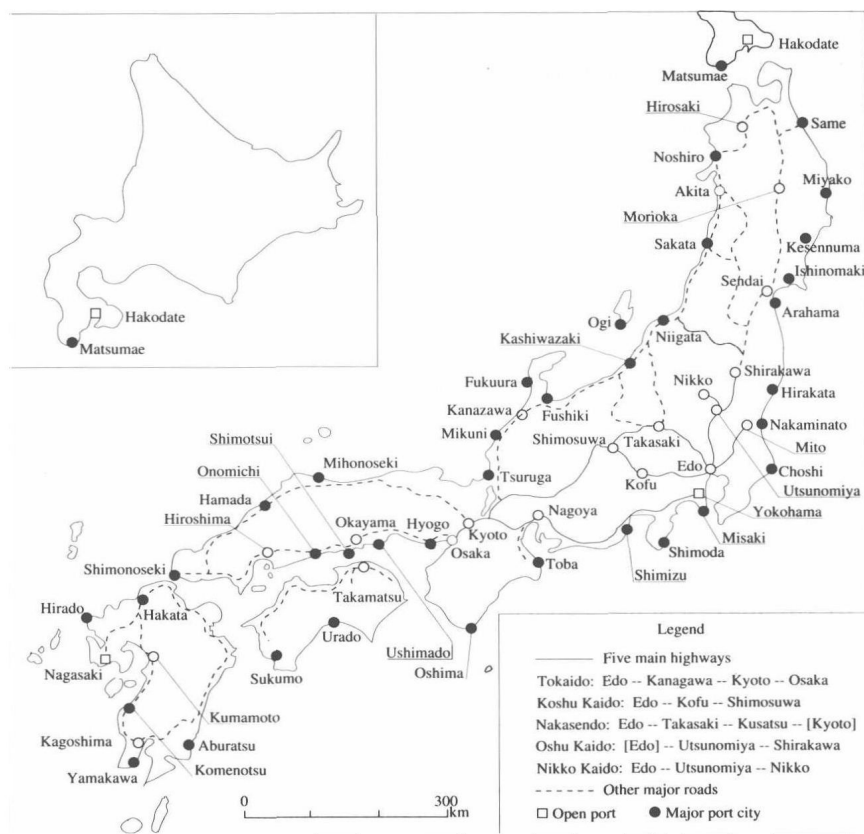 Hakodate
Matsumae
Hirosaki
Same
Noshiro
Akita
Miyako
Morioka
Sakata
Kesennuma
Ishinomaki
Sendai
Arahama
Hakodate
Matsumae
Ogi
Niigata
Kashiwazaki
Shirakawa
Nikko
Hirakata
Fukuura
Kanazawa
Fushiki
Nakaminato
Mikuni
Shimosuwa
Takasaki
Mito
Shimotsui
Edo
Choshi
Onomichi
Mihonoseki
Tsuruga
Kofu
Utsunomiya
Hamada
Yokohama
Hiroshima
Okayama
Hyogo
Nagoya
Kyoto
Misaki
Osaka
Shimoda
Shimonoseki
Toba
Shimizu
Takamatsu
Hirado
Hakata
Urado
Ushimado
Nagasaki
Sukumo
Oshima
Kumamoto
Kagoshima
Aburatsu
Yamakawa
Komenotsu
0 300
km
Legend
Five main highways
Tokaido: Edo -- Kanagawa -- Kyoto -- Osaka
Koshu Kaido: Edo -- Kofu -- Shimosuwa
Nakasendo: Edo -- Takasaki -- Kusatsu -- [Kyoto]
Oshu Kaido: [Edo] -- Utsunomiya -- Shirakawa
Nikko Kaido: Edo -- Utsunomiya -- Nikko
Other major roads
Open port
Major port city